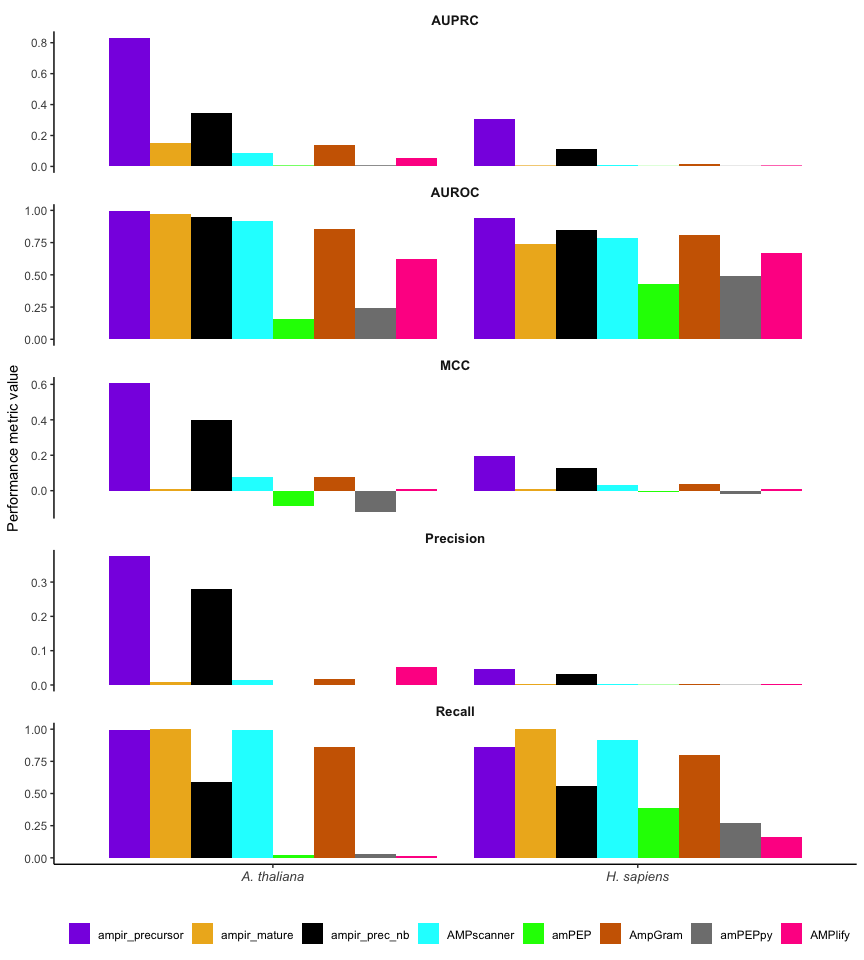 AUPRC
0.8
0.6
0.4
0.2
0.0
AUROC
1.00
0.75
0.50
0.25
0.00
MCC
0.6
0.4
0.2
0.0
Performance metric value
Precision
0.3
0.2
0.1
0.0
Recall
1.00
0.75
0.50
0.25
0.00
A. thaliana H. sapiens
ampir_precursor ampir_mature ampir_prec_nb AMPscanner amPEP AmpGram amPEPpy AMPlify